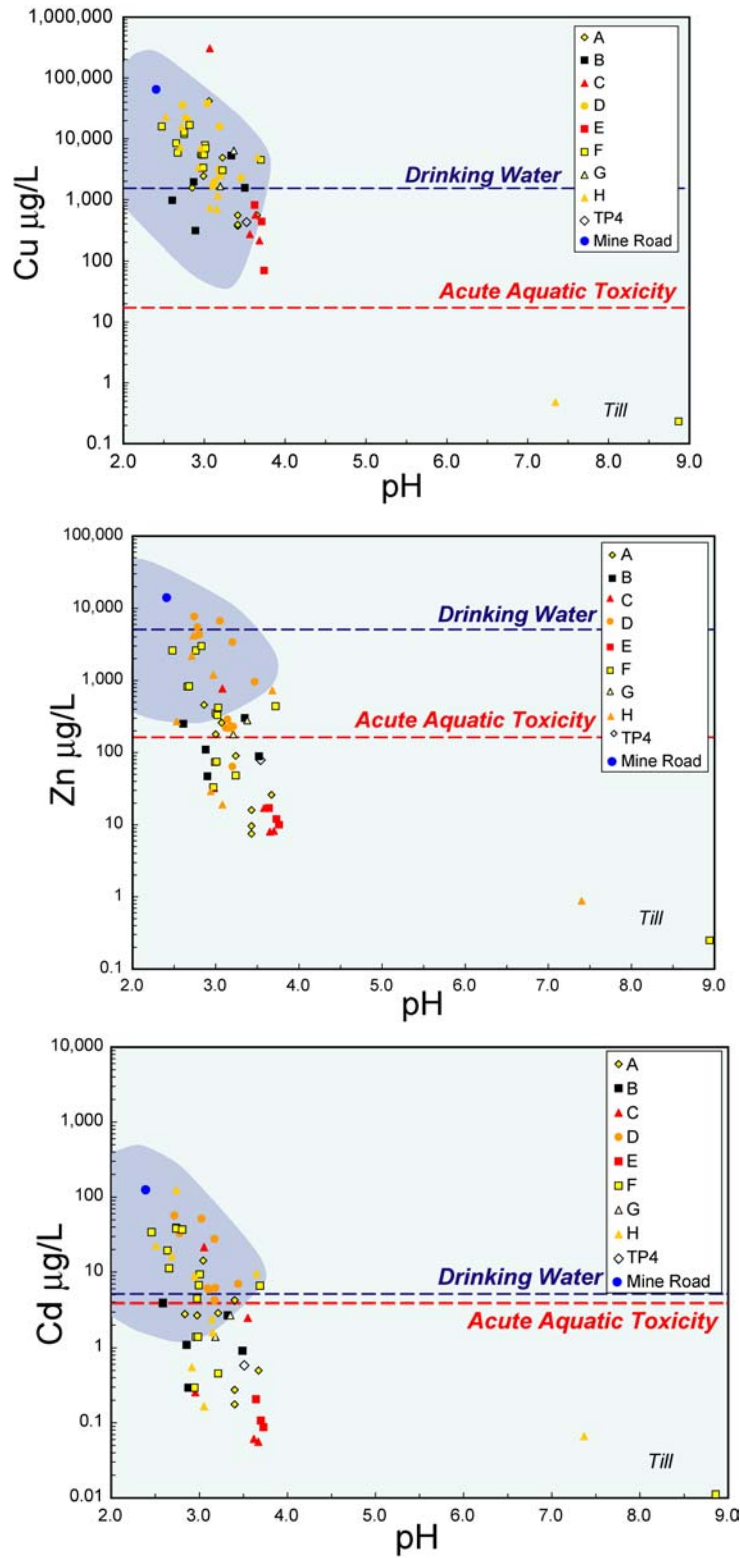 1,000,000
100,000
10,000
1,000
100
10
1
0.1
Cu µg/L
2.0 3.0 4.0 5.0 6.0 7.0 8.0 9.0
pH
Drinking Water
Acute Aquatic Toxicity
Till
A
B
C
D
E
F
G
H
TP4
Mine Road
100,000
10,000
1,000
100
10
1
0.1
Zn µg/L
2.0 3.0 4.0 5.0 6.0 7.0 8.0 9.0
pH
Drinking Water
Acute Aquatic Toxicity
Till
A
B
C
D
E
F
G
H
TP4
Mine Road
10,000
1,000
100
10
1
0.1
0.01
Cd µg/L
2.0 3.0 4.0 5.0 6.0 7.0 8.0 9.0
pH
Drinking Water
Acute Aquatic Toxicity
Till
A
B
C
D
E
F
G
H
TP4
Mine Road